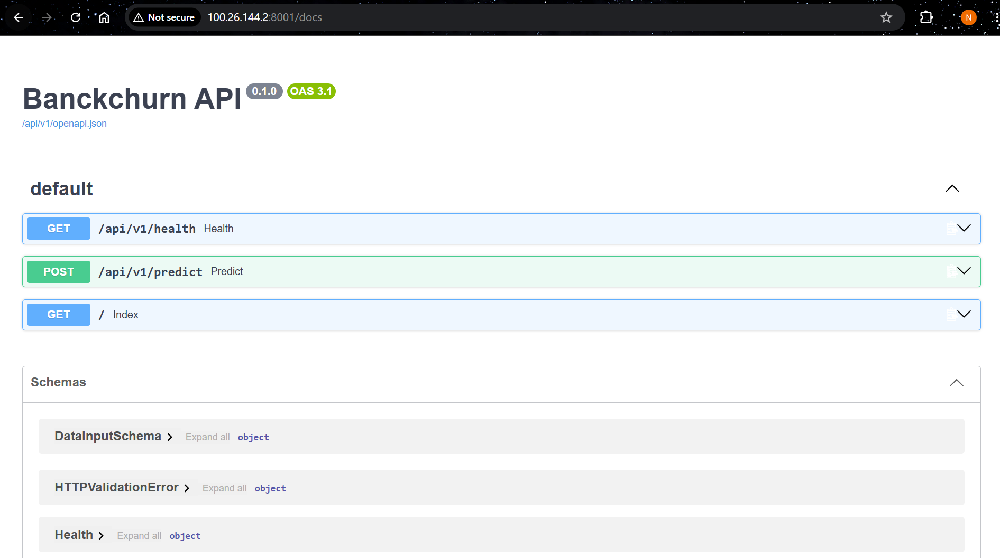 Not secure 100.26.144.2:8001/docs N
Banckchurn API 0.1.0 OAS 3.1
/api/v1/openapi.json
default
GET /api/v1/health Health
POST /api/v1/predict Predict
GET / Index
Schemas
DataInputSchema Expand all object
HTTPValidationError Expand all object
Health Expand all object